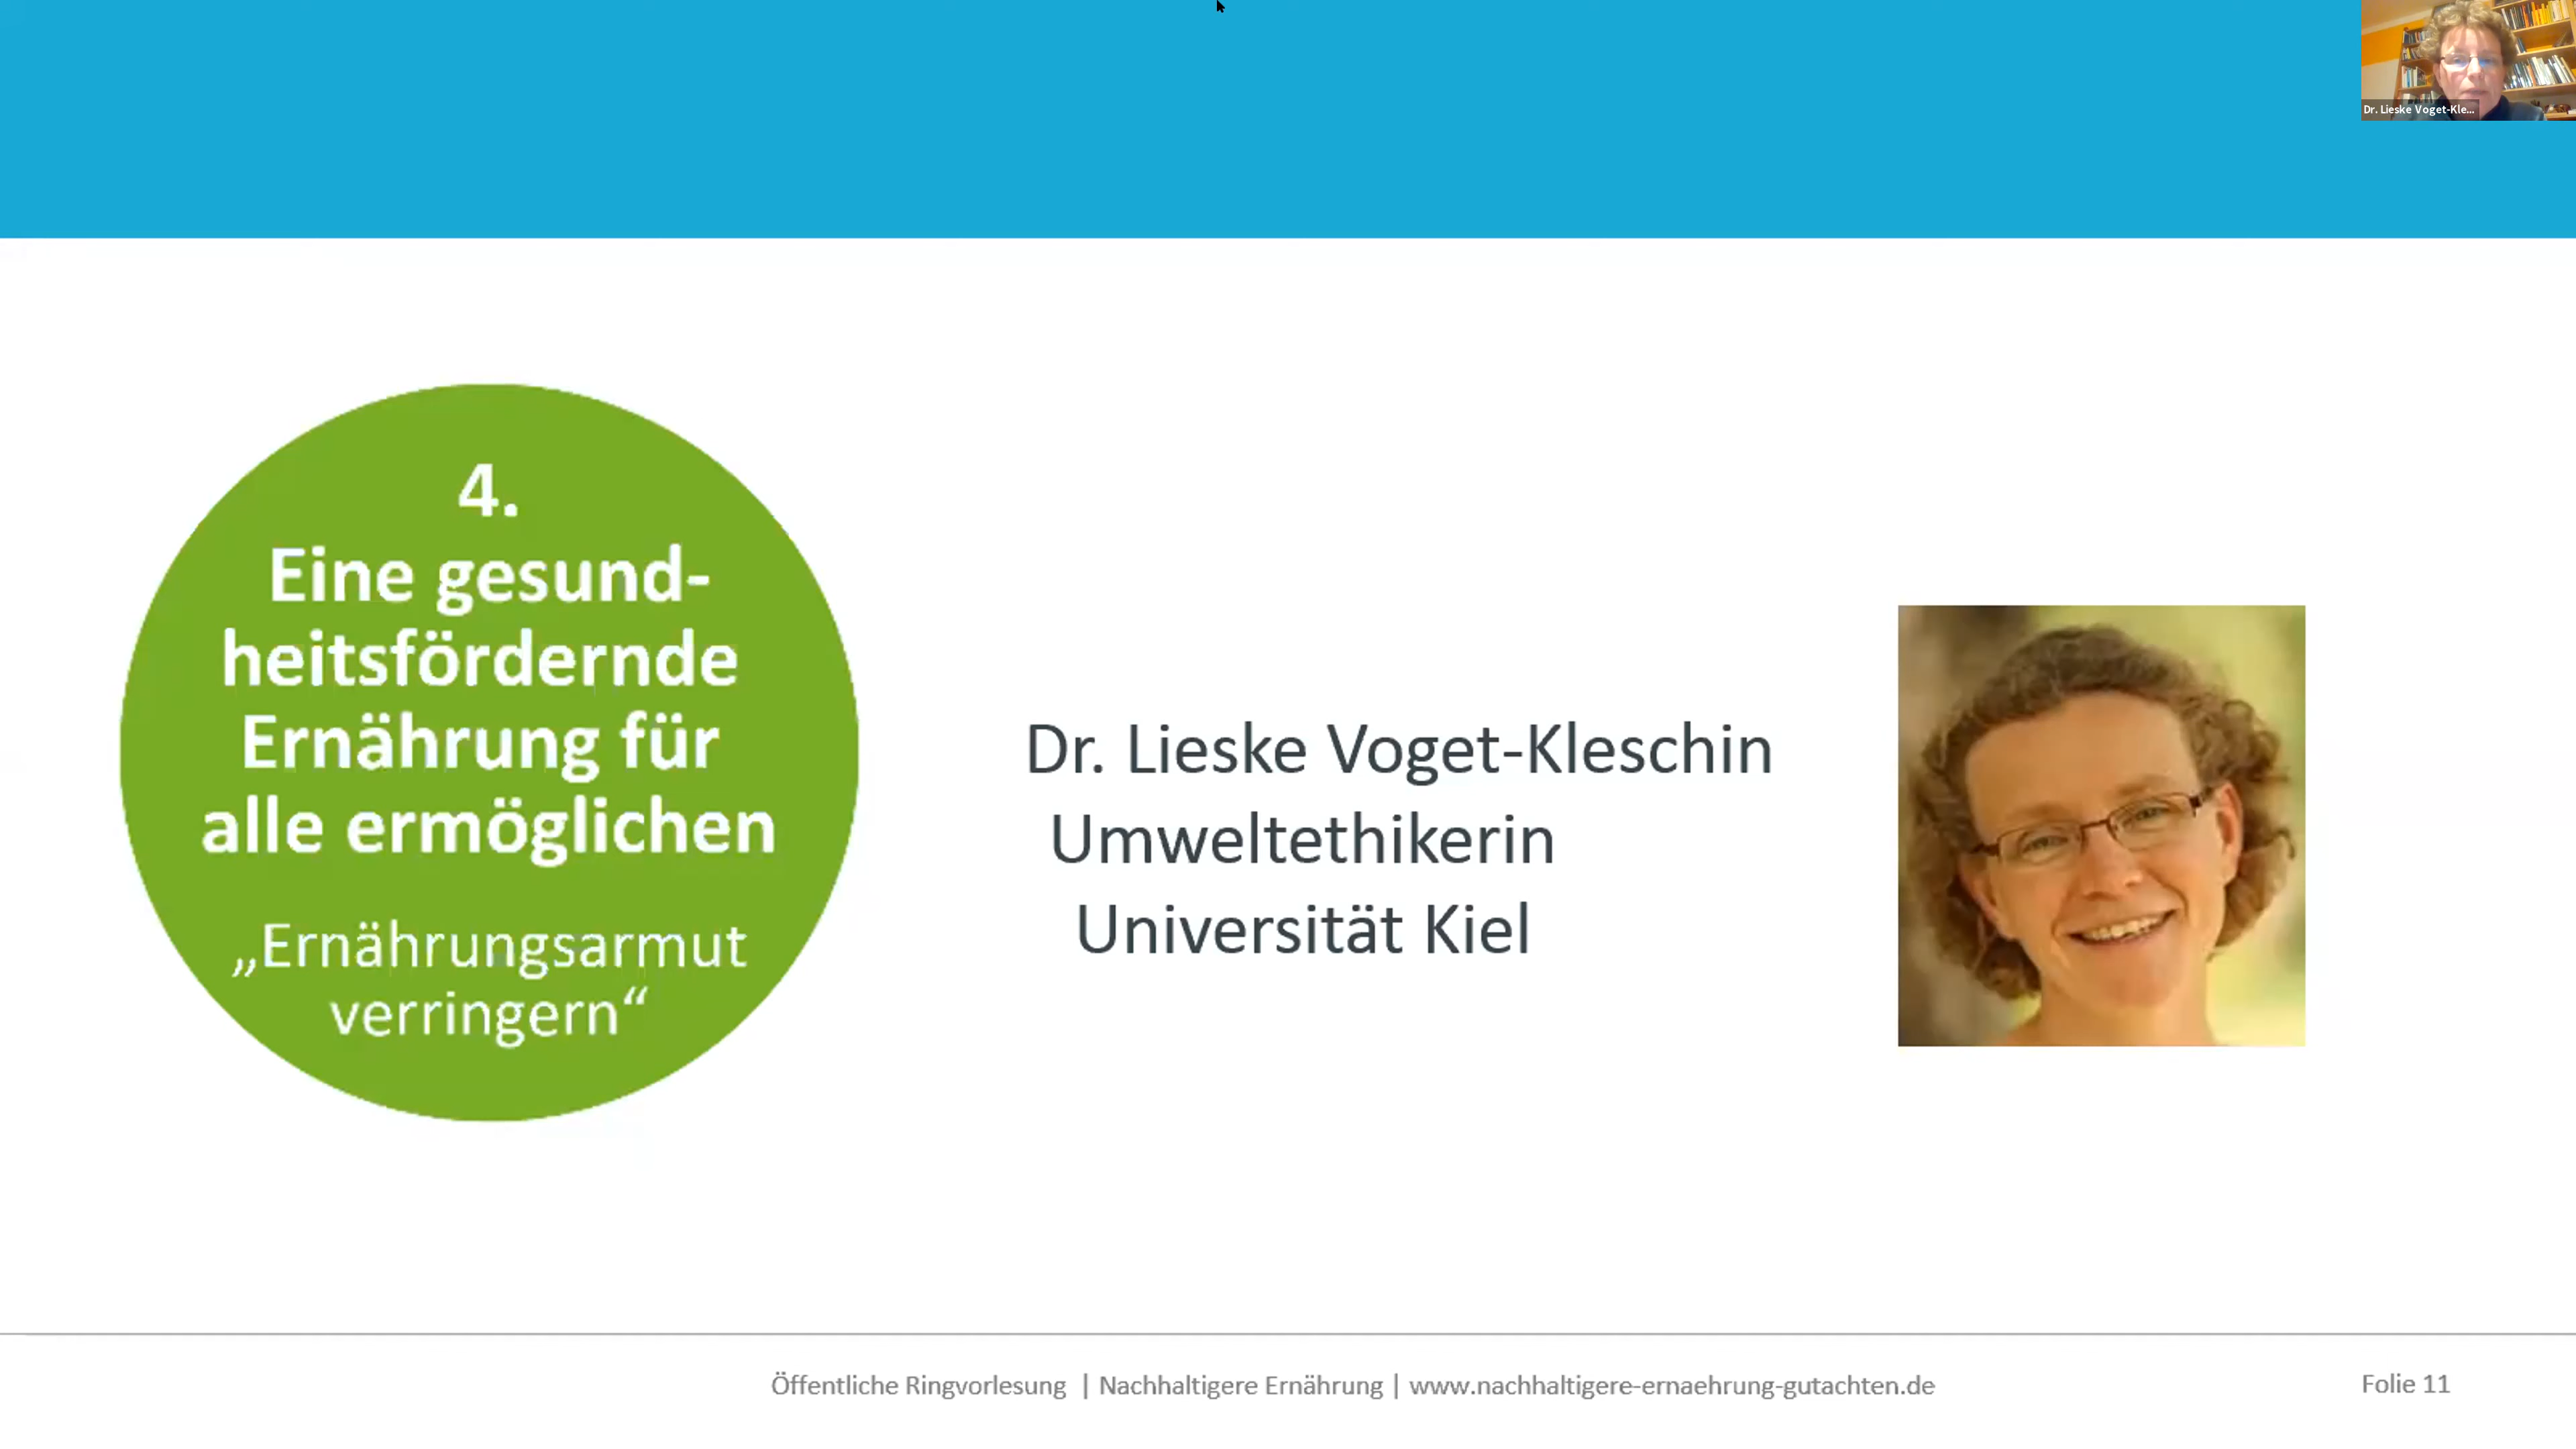 Dr. Lieske Voget-Kle...
4.
Eine gesund-
heitsfördernde
Ernährung für
alle ermöglichen
„Ernährungsarmut
verringern“
Dr. Lieske Voget-Kleschin
Umweltethikerin
Universität Kiel
Öffentliche Ringvorlesung | Nachhaltigere Ernährung | www.nachhaltigere-ernaehrung-gutachten.de
Folie 11